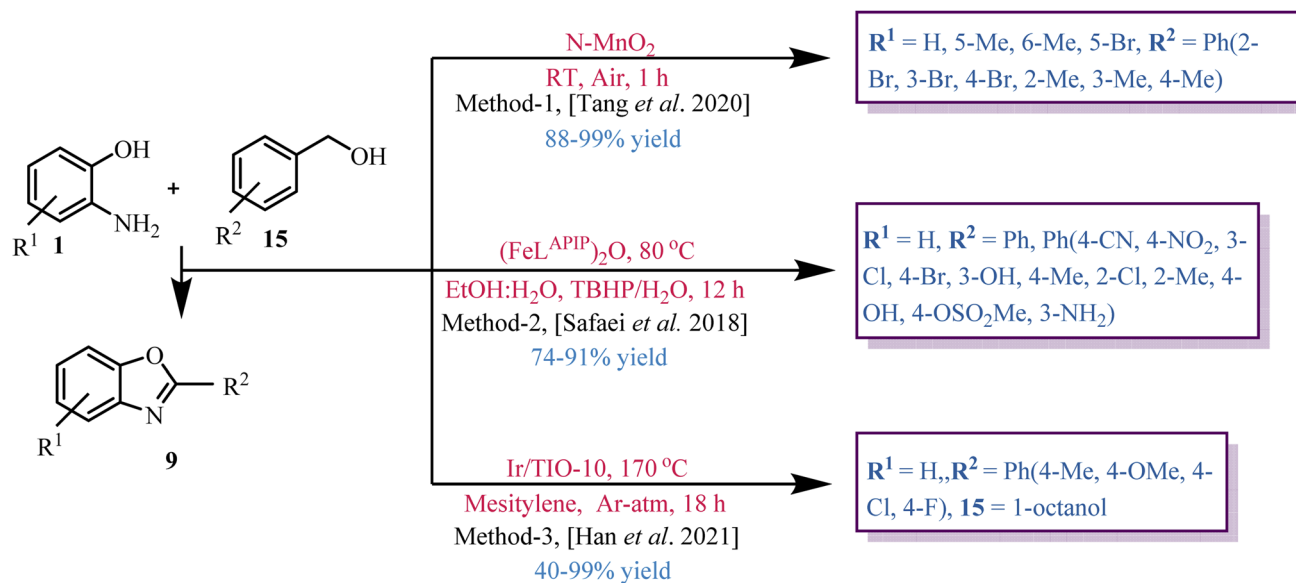 OH
NH₂
R¹
1
+
OH
R²
15
O
N
R²
R¹
9
N-MnO₂
RT, Air, 1 h
Method-1, [Tang et al. 2020]
88-99% yield
R¹ = H, 5-Me, 6-Me, 5-Br, R² = Ph(2-
Br, 3-Br, 4-Br, 2-Me, 3-Me, 4-Me)
(FeLᴬᴾᴵᴾ)₂O, 80 ᵒC
EtOH:H₂O, TBHP/H₂O, 12 h
Method-2, [Safaei et al. 2018]
74-91% yield
R¹ = H, R² = Ph, Ph(4-CN, 4-NO₂, 3-
Cl, 4-Br, 3-OH, 4-Me, 2-Cl, 2-Me, 4-
OH, 4-OSO₂Me, 3-NH₂)
Ir/TIO-10, 170 ᵒC
Mesitylene, Ar-atm, 18 h
Method-3, [Han et al. 2021]
40-99% yield
R¹ = H,,R² = Ph(4-Me, 4-OMe, 4-
Cl, 4-F), 15 = 1-octanol